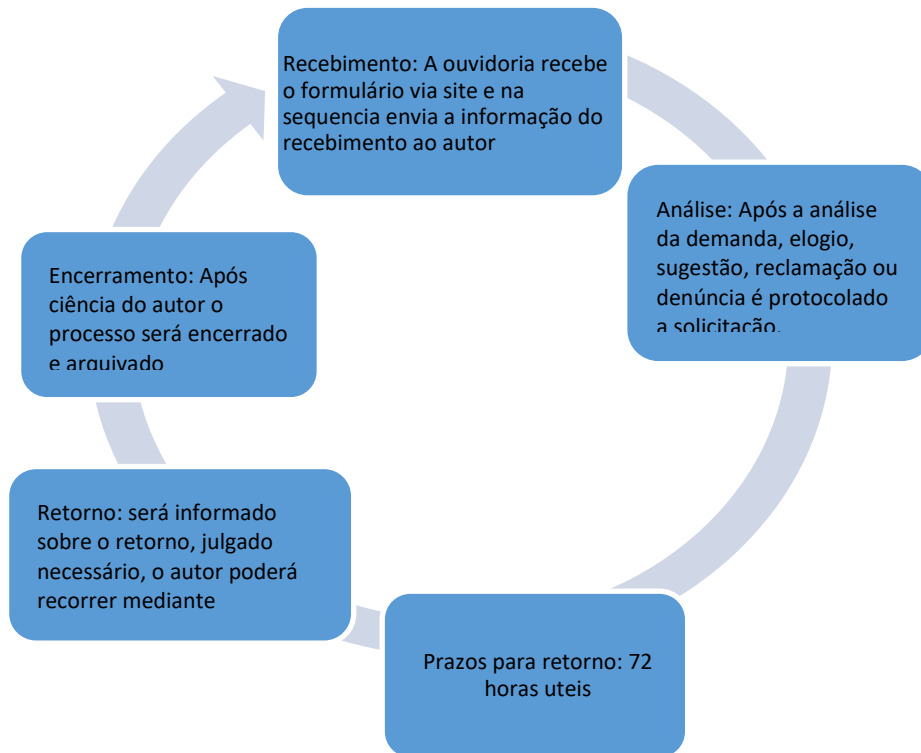 Recebimento: A ouvidoria recebe
o formulário via site e na
sequencia envia a informação do
recebimento ao autor
Análise: Após a análise
da demanda, elogio,
sugestão, reclamação ou
denúncia é protocolado
a solicitação.
Prazos para retorno: 72
horas uteis
Retorno: será informado
sobre o retorno, julgado
necessário, o autor poderá
recorrer mediante
Encerramento: Após
ciência do autor o
processo será encerrado
e arquivado